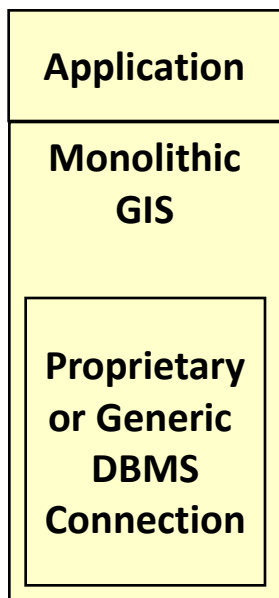 Application
Monolithic
GIS
Proprietary
or Generic
DBMS
Connection